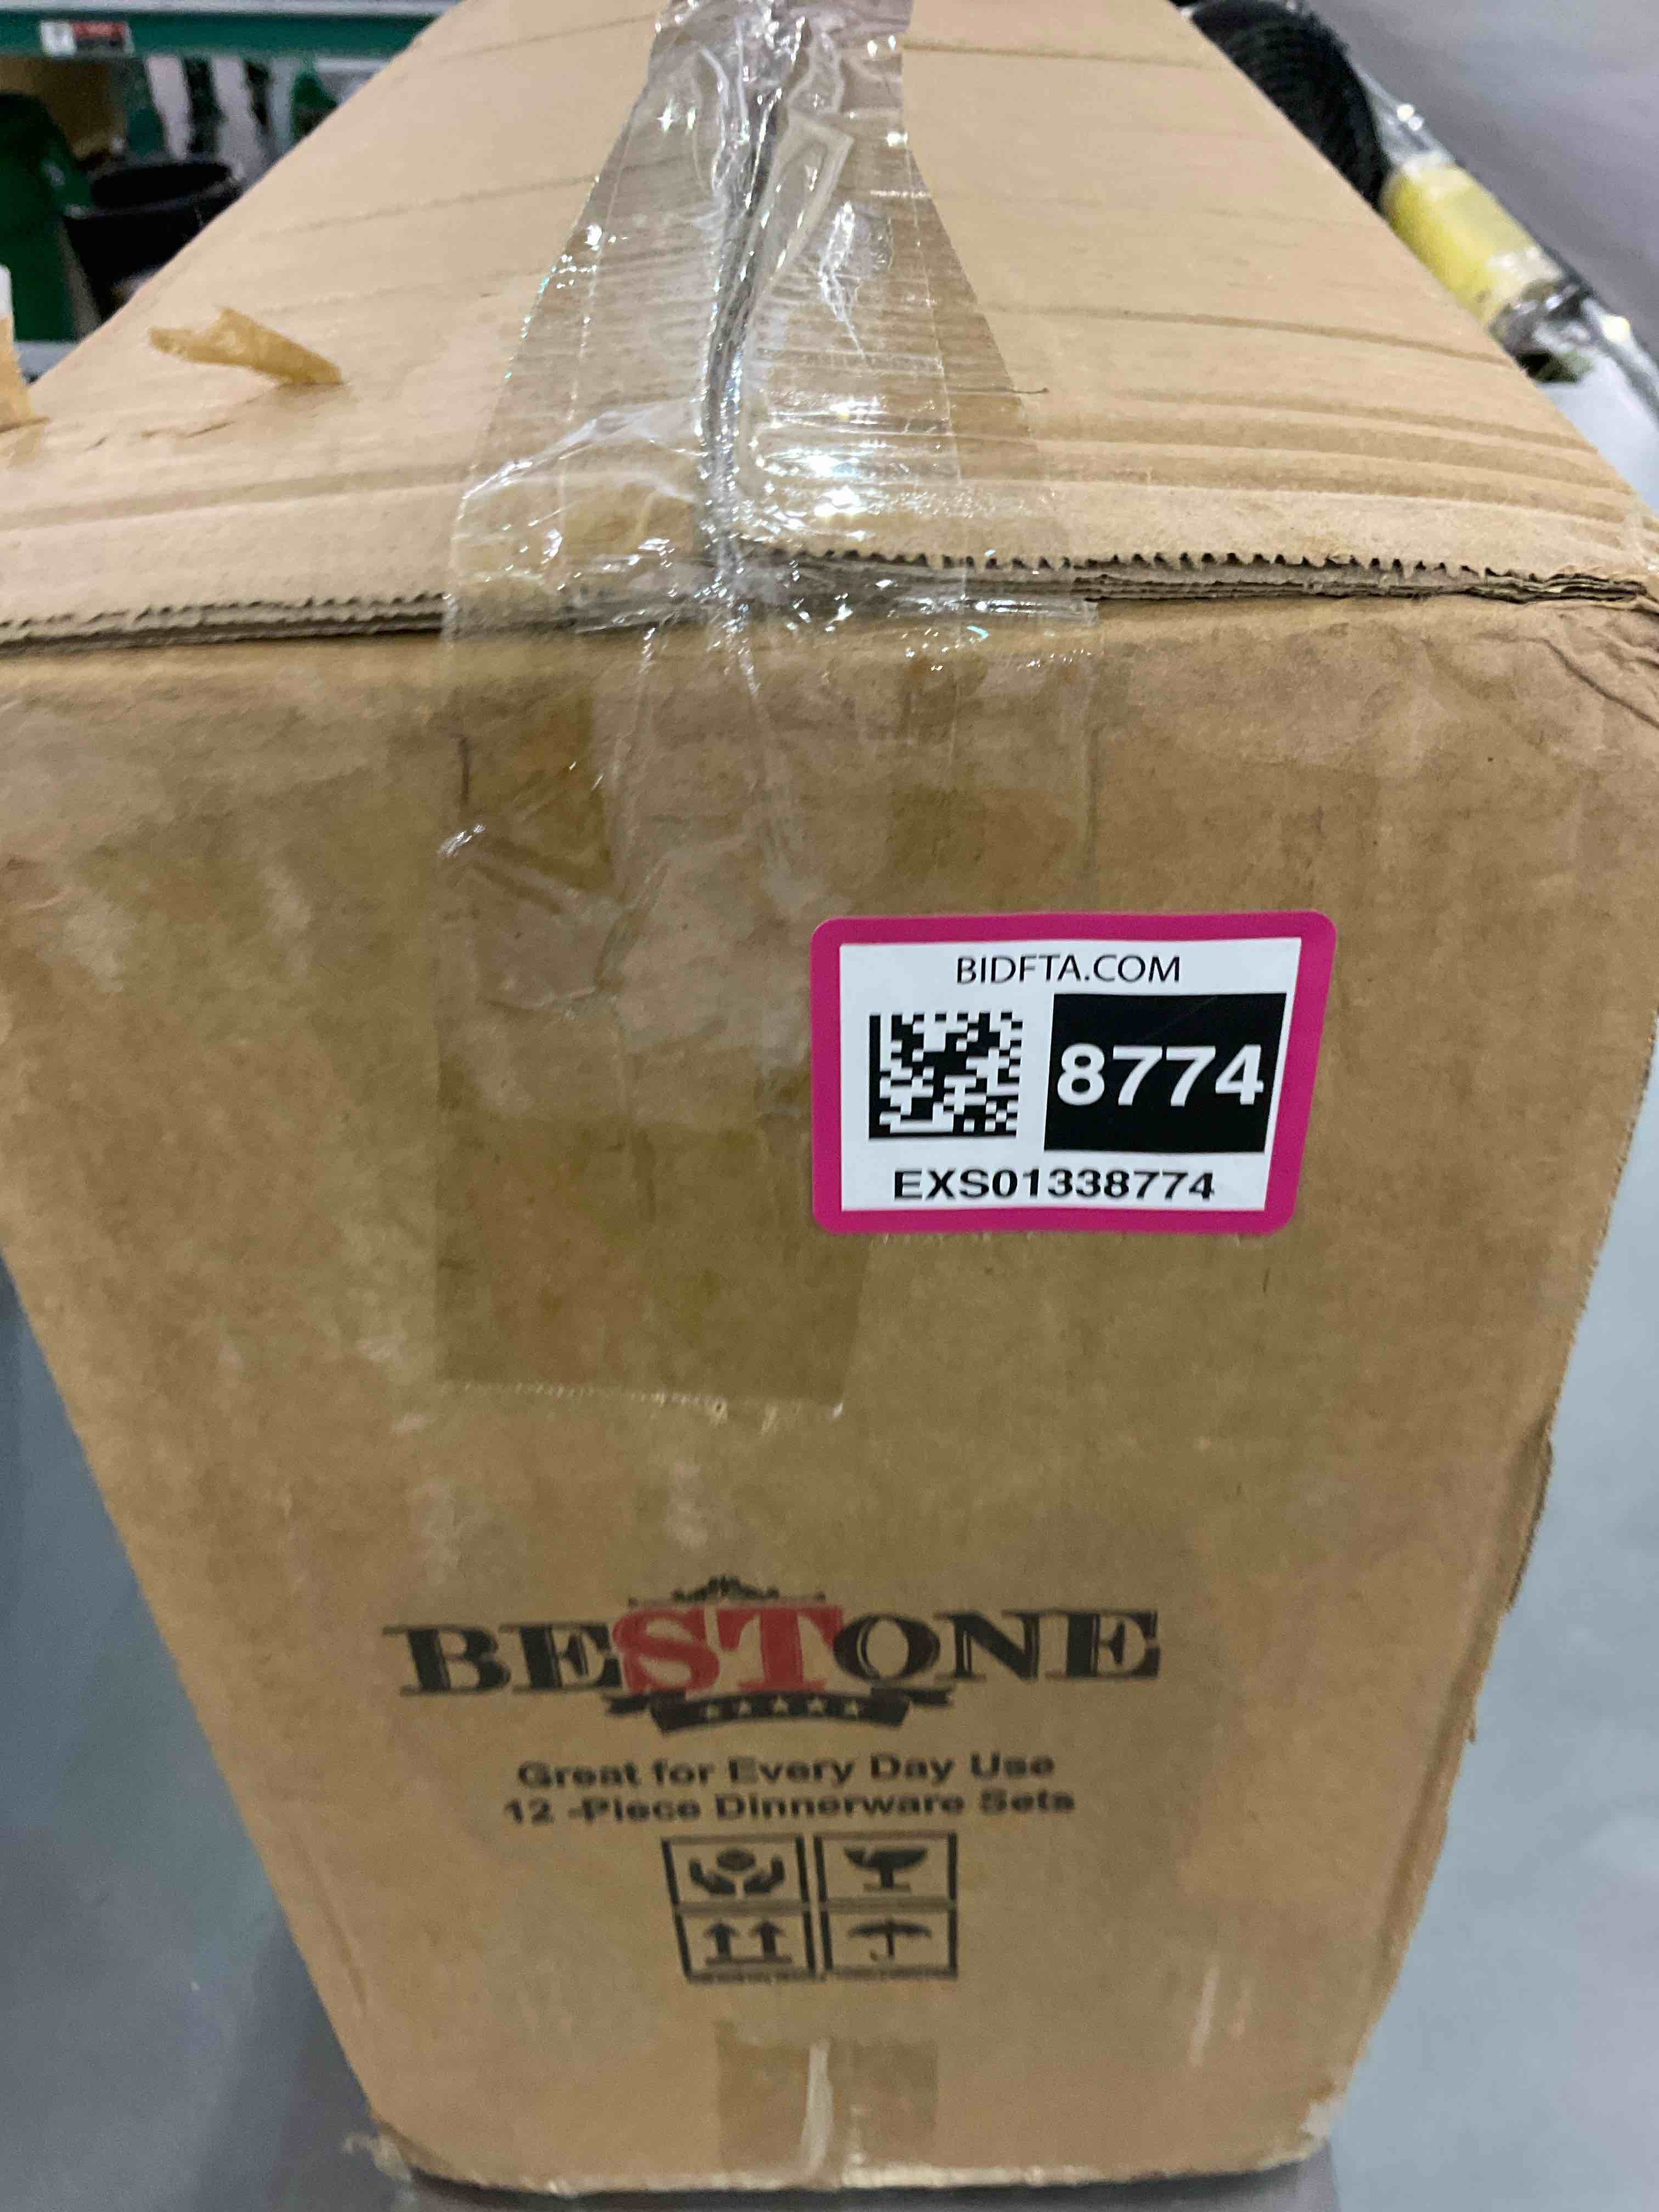 BIDFTA.COM
8774
EXS01338774
BESTONE
Great for Every Day Use
12 -Piece Dinnerware Sets